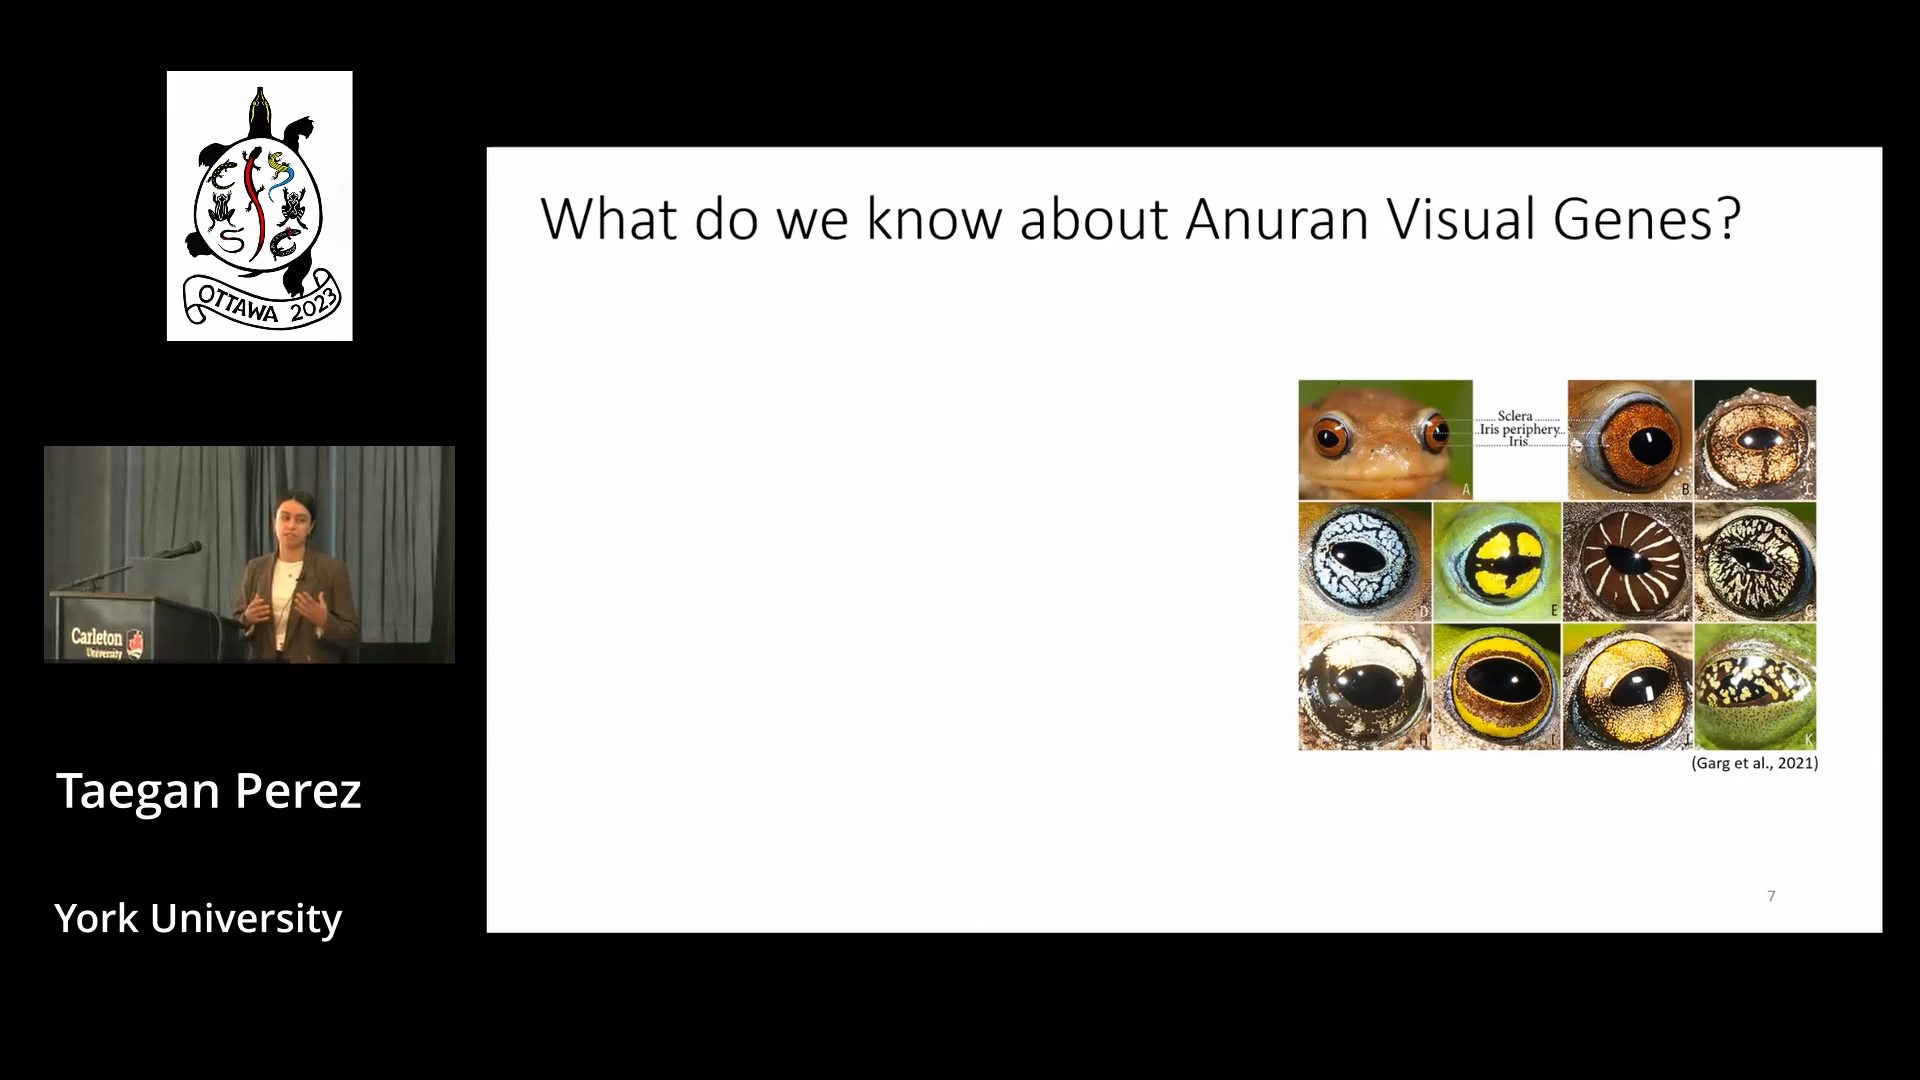 OTTAWA 2023
What do we know about Anuran Visual Genes?
Sclera
Iris periphery
Iris
A
B
C
D
E
F
G
H
I
J
K
(Garg et al., 2021)
7
Carleton
University
Taegan Perez
York University